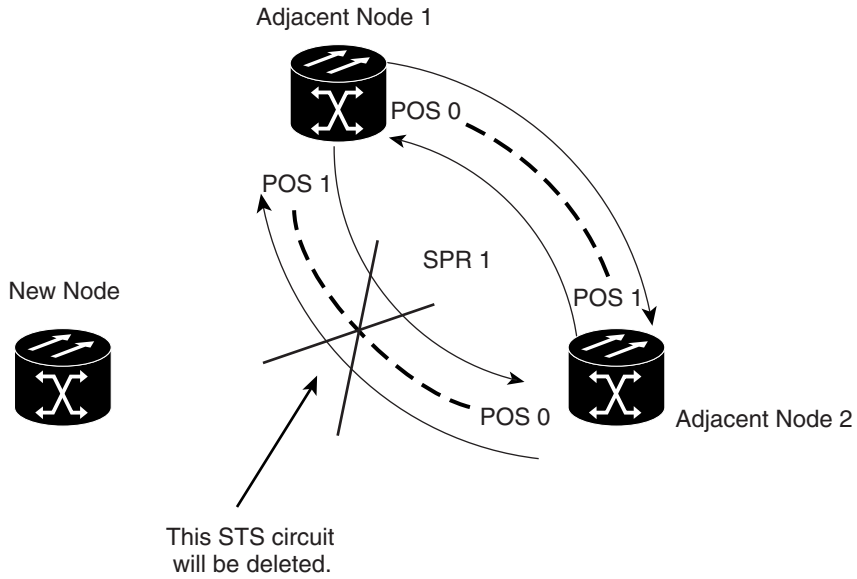 Adjacent Node 1
POS 0
POS 1
SPR 1
New Node
POS 1
POS 0
Adjacent Node 2
This STS circuit
will be deleted.